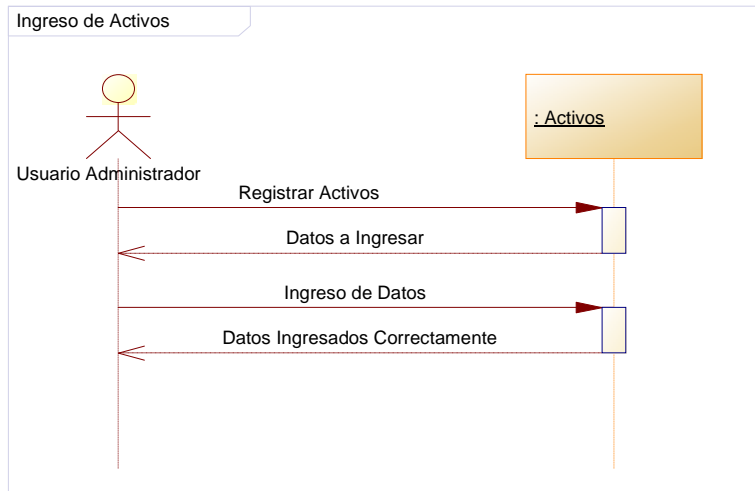 Ingreso de Activos
: Activos
Usuario Administrador
Registrar Activos
Datos a Ingresar
Ingreso de Datos
Datos Ingresados Correctamente